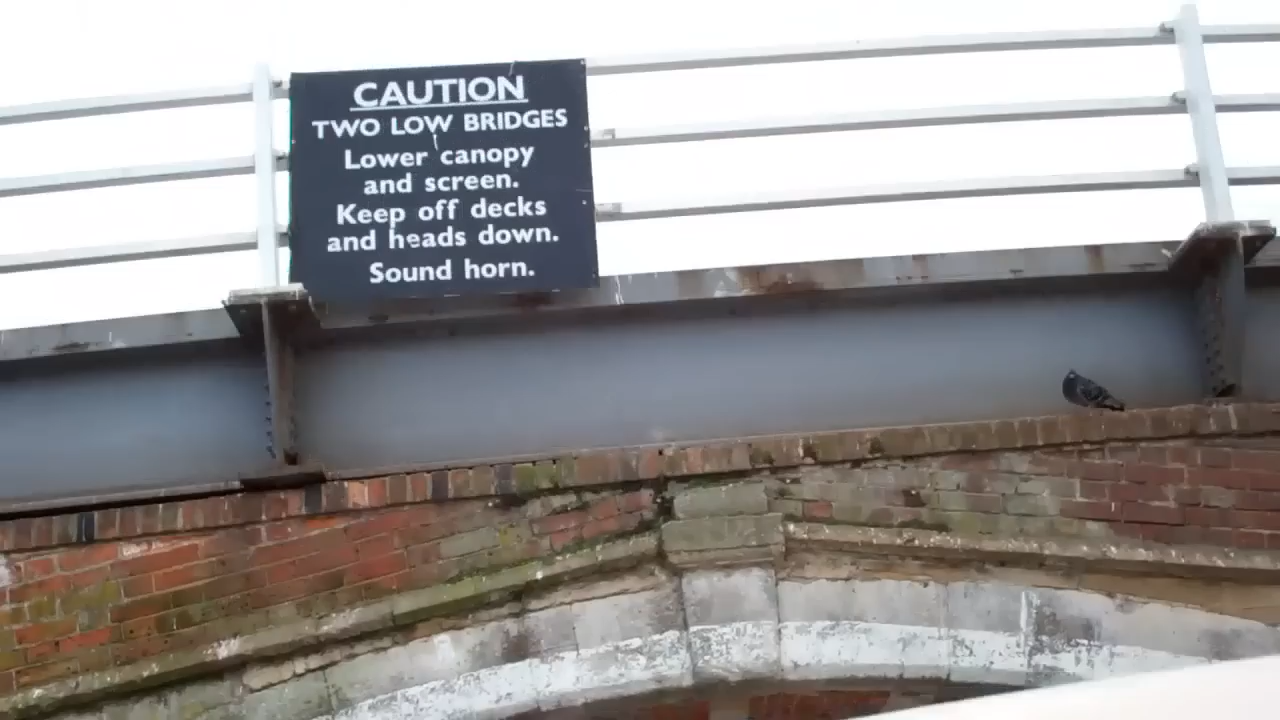 CAUTION
TWO LOW BRIDGES
Lower canopy
and screen.
Keep off decks
and heads down.
Sound horn.